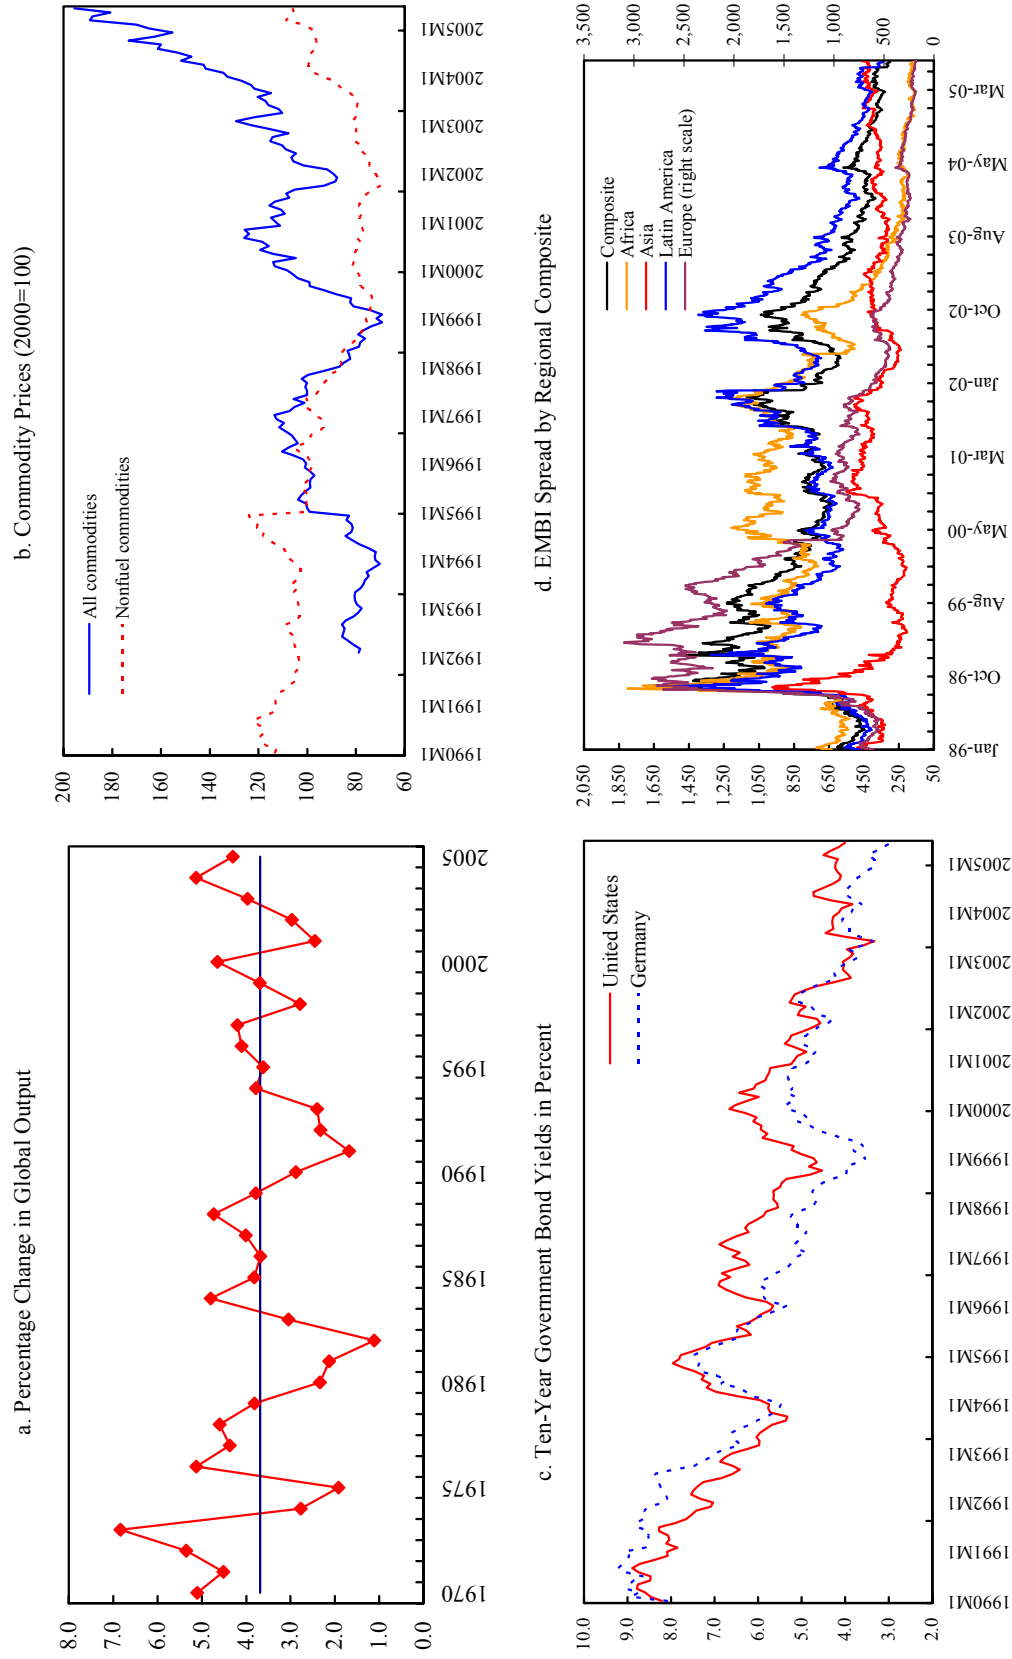 a. Percentage Change in Global Output
8.0
7.0
6.0
5.0
4.0
3.0
2.0
1.0
0.0
1970
1975
1980
1985
1990
1995
2000
2005
b. Commodity Prices (2000=100)
All commodities
Nonfuel commodities
200
180
160
140
120
100
80
60
1990M1
1991M1
1992M1
1993M1
1994M1
1995M1
1996M1
1997M1
1998M1
1999M1
2000M1
2001M1
2002M1
2003M1
2004M1
2005M1
c. Ten-Year Government Bond Yields in Percent
United States
Germany
10.0
9.0
8.0
7.0
6.0
5.0
4.0
3.0
2.0
1990M1
1991M1
1992M1
1993M1
1994M1
1995M1
1996M1
1997M1
1998M1
1999M1
2000M1
2001M1
2002M1
2003M1
2004M1
2005M1
d. EMBI Spread by Regional Composite
Composite
Africa
Asia
Latin America
Europe (right scale)
2,050
1,850
1,650
1,450
1,250
1,050
850
650
450
250
50
3,500
3,000
2,500
2,000
1,500
1,000
500
0
Jan-98
Oct-98
Aug-99
May-00
Mar-01
Jan-02
Oct-02
Aug-03
May-04
Mar-05